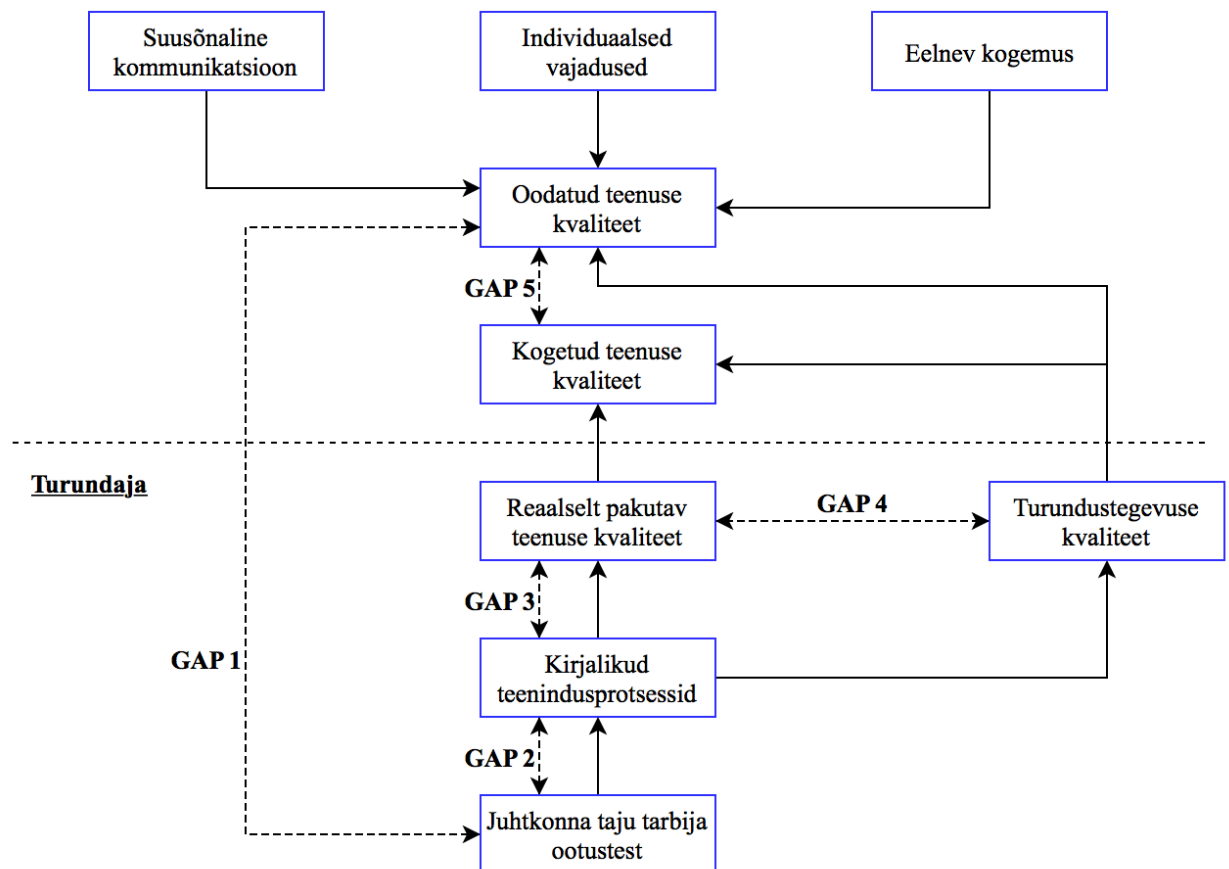 Suusõnaline
kommunikatsioon
Individuaalsed
vajadused
Eelnev kogemus
Oodatud teenuse
kvaliteet
GAP 5
Kogetud teenuse
kvaliteet
Turundaja
Reaalselt pakutav
teenuse kvaliteet
GAP 4
Turundustegevuse
kvaliteet
GAP 3
GAP 1
Kirjalikud
teenindusprotsessid
GAP 2
Juhtkonna taju tarbija
ootustest